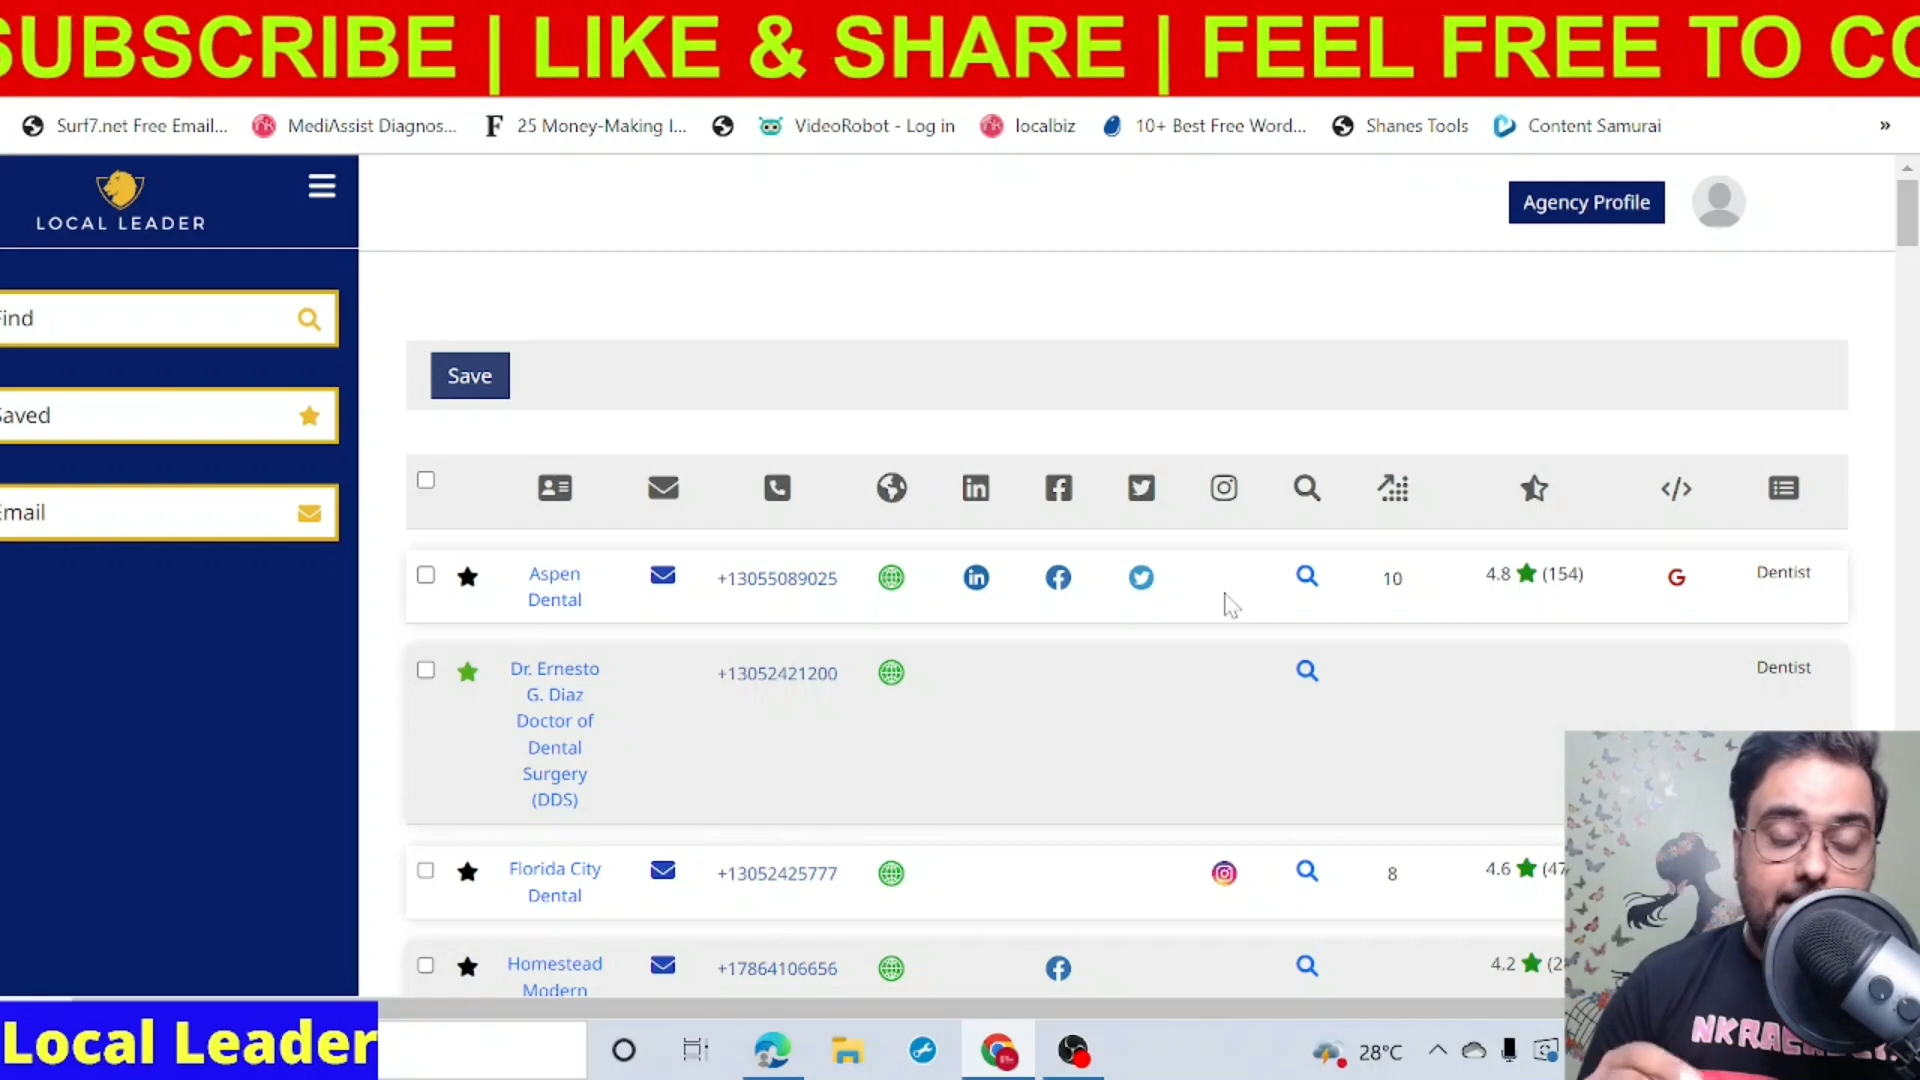 SUBSCRIBE | LIKE & SHARE | FEEL FREE TO CO
Surf7.net Free Email... MediAssist Diagnos... 25 Money-Making I... VideoRobot - Log in localbiz 10+ Best Free Word... Shanes Tools Content Samurai »
LOCAL LEADER
Agency Profile
Find
Saved
Email
Save
Aspen Dental +13055089025 10 4.8 (154) Dentist
Dr. Ernesto G. Diaz Doctor of Dental Surgery (DDS) +13052421200 Dentist
Florida City Dental +13052425777 8 4.6 (47
Homestead Modern +17864106656 4.2 (2
Local Leader
28°C